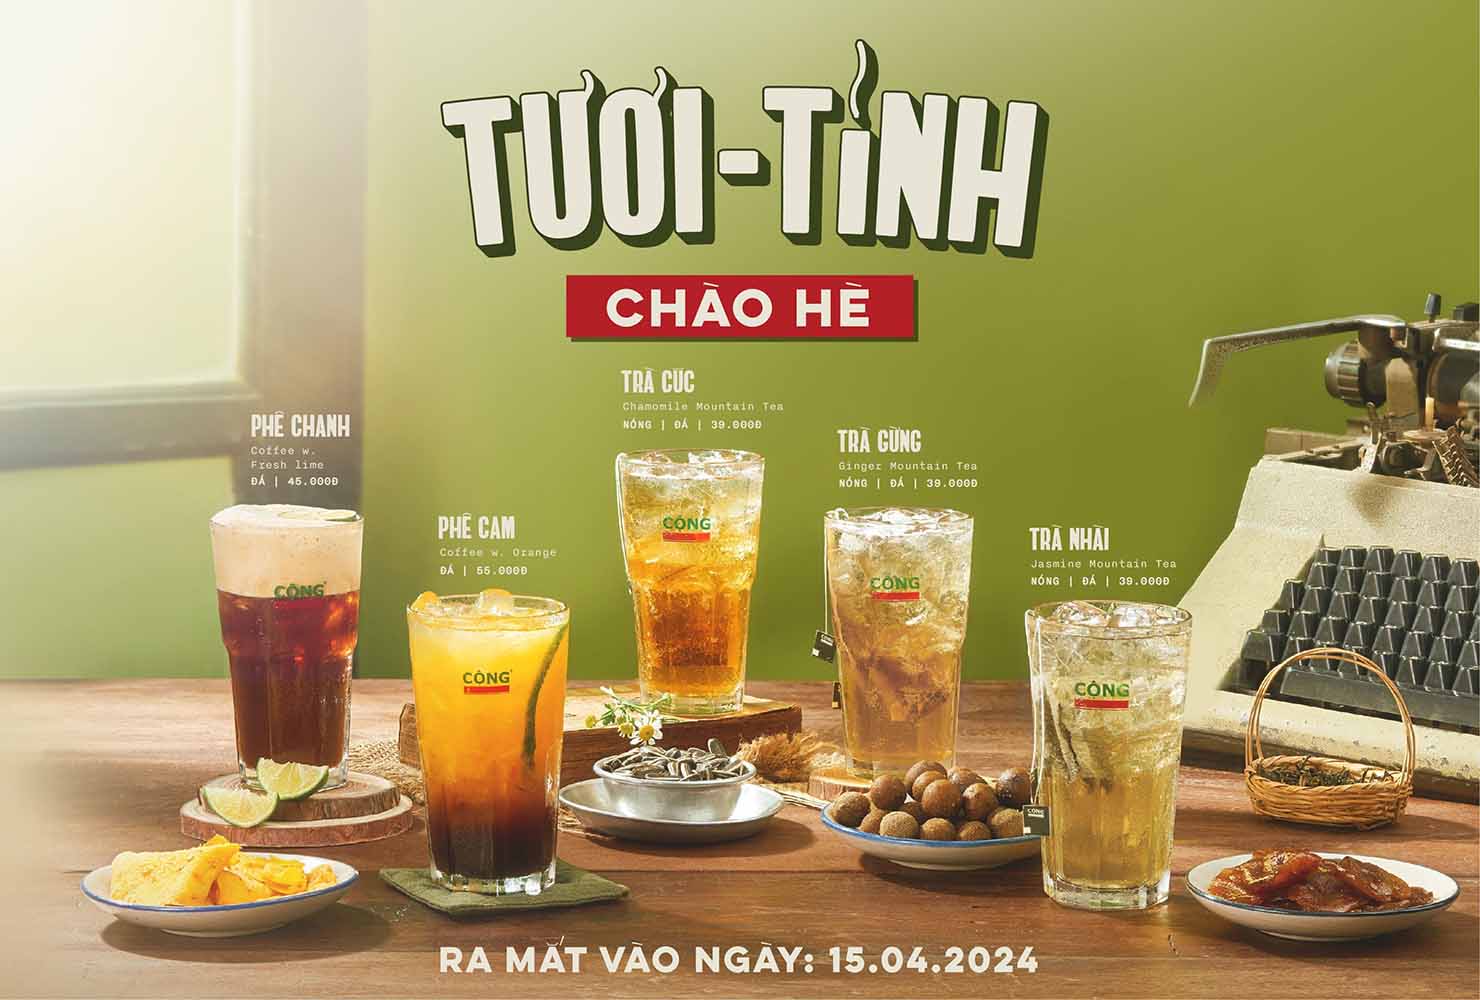 TƯƠI-TỈNH
CHÀO HÈ
PHÊ CHANH
Coffee w.
Fresh lime
ĐÁ | 45.000Đ
PHÊ CAM
Coffee w. Orange
ĐÁ | 55.000Đ
TRÀ CÚC
Chamomile Mountain Tea
NÓNG | ĐÁ | 39.000Đ
TRÀ GỪNG
Ginger Mountain Tea
NÓNG | ĐÁ | 39.000Đ
TRÀ NHÀI
Jasmine Mountain Tea
NÓNG | ĐÁ | 39.000Đ
CỘNG
CỘNG
CỘNG
CỘNG
CỘNG
CỘNG
CỘNG
RA MẮT VÀO NGÀY: 15.04.2024